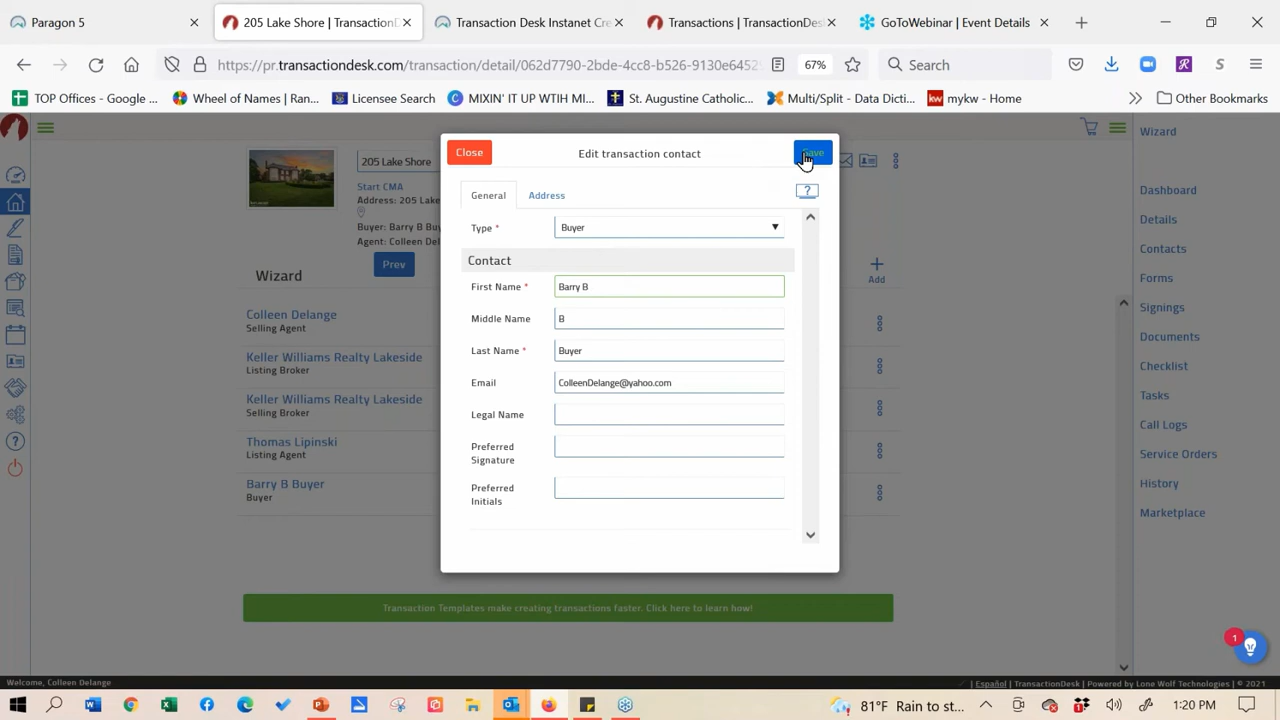 Paragon 5
205 Lake Shore | TransactionD
Transaction Desk Instanet Cre
Transactions | TransactionDes
GoToWebinar | Event Details
https://pr.transactiondesk.com/transaction/detail/062d7790-2bde-4cc8-b526-9130e64525
67%
Search
TOP Offices - Google ...
Wheel of Names | Ran...
Licensee Search
MIXIN' IT UP WTIH MI...
St. Augustine Catholic...
Multi/Split - Data Dicti...
mykw - Home
Other Bookmarks
205 Lake Shore
Start CMA
Address: 205 Lake
Buyer: Barry B Buy
Agent: Colleen Del
Wizard
Prev
Add
Colleen Delange
Selling Agent
Keller Williams Realty Lakeside
Listing Broker
Keller Williams Realty Lakeside
Selling Broker
Thomas Lipinski
Listing Agent
Barry B Buyer
Buyer
Close
Edit transaction contact
Save
General
Address
?
Type *
Buyer
Contact
First Name *
Barry B
Middle Name
B
Last Name *
Buyer
Email
ColleenDelange@yahoo.com
Legal Name
Preferred
Signature
Preferred
Initials
Transaction Templates make creating transactions faster. Click here to learn how!
Wizard
Dashboard
Details
Contacts
Forms
Signings
Documents
Checklist
Tasks
Call Logs
Service Orders
History
Marketplace
1
Welcome, Colleen Delange
| Español | TransactionDesk | Powered by Lone Wolf Technologies | © 2021
81°F Rain to st...
1:20 PM